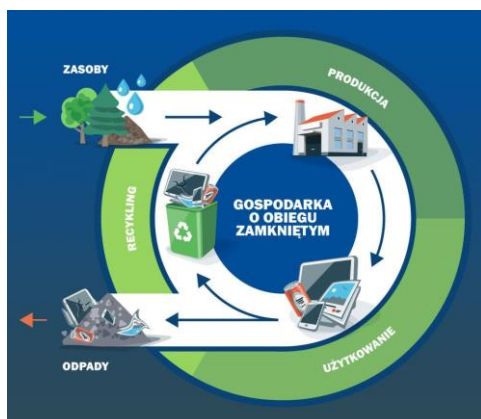 ZASOBY
PRODUKCJA
RECYKLING
GOSPODARKA
O OBIEGU
ZAMKNIĘTYM
UŻYTKOWANIE
ODPADY